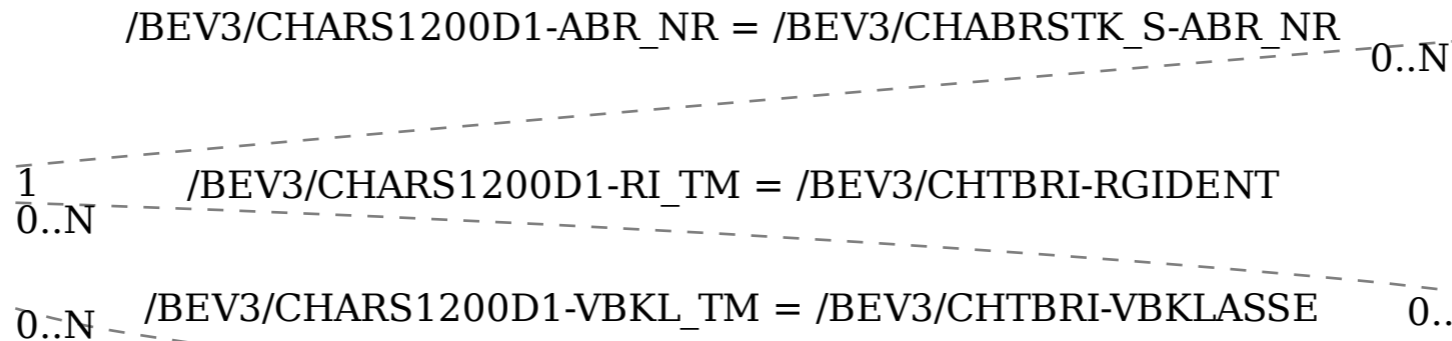 /BEV3/CHARS1200D1-ABR_NR = /BEV3/CHABRSTK_S-ABR_NR
0..N
1
/BEV3/CHARS1200D1-RI_TM = /BEV3/CHTBRI-RGIDENT
0..N
/BEV3/CHARS1200D1-VBKL_TM = /BEV3/CHTBRI-VBKLASSE
0..N
0..